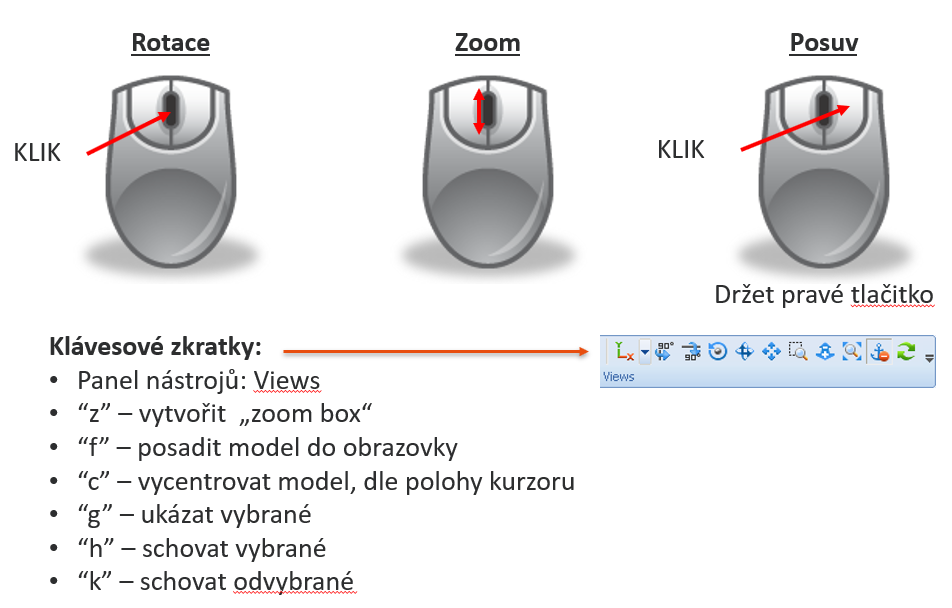 Rotace
Zoom
Posuv
KLIK
KLIK
Držet pravé tlačitko
Klávesové zkratky:
• Panel nástrojů: Views
• “z” – vytvořit „zoom box“
• “f” – posadit model do obrazovky
• “c” – vycentrovat model, dle polohy kurzoru
• “g” – ukázat vybrané
• “h” – schovat vybrané
• “k” – schovat odvybrané
Y
X
90°
90°
Views